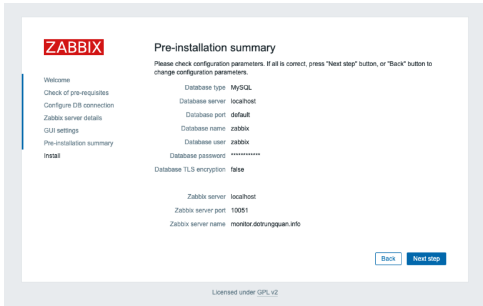 ZABBIX
Pre-installation summary
Please check configuration parameters. If all is correct, press "Next step" button, or "Back" button to
change configuration parameters.
Welcome
Check of pre-requisites
Configure DB connection
Zabbix server details
GUI settings
Pre-installation summary
Install
Database type MySQL
Database server localhost
Database port default
Database name zabbix
Database user zabbix
Database password ************
Database TLS encryption false
Zabbix server localhost
Zabbix server port 10051
Zabbix server name monitor.dotrungquan.info
Back Next step
Licensed under GPL v2